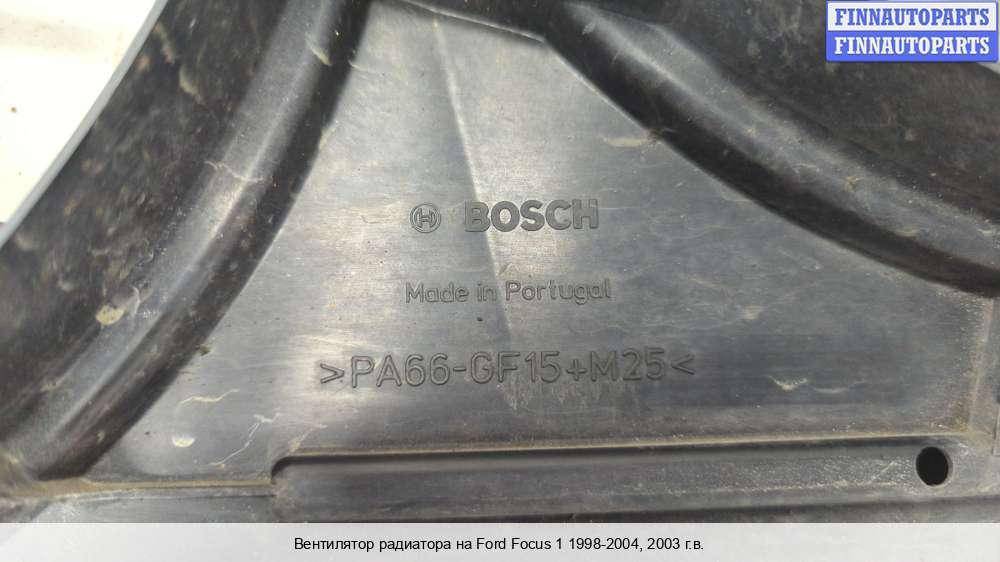 FINNAUTOPARTS
FINNAUTOPARTS
BOSCH
Made in Portugal
>PA66-GF15+M25<
Вентилятор радиатора на Ford Focus 1 1998-2004, 2003 г.в.